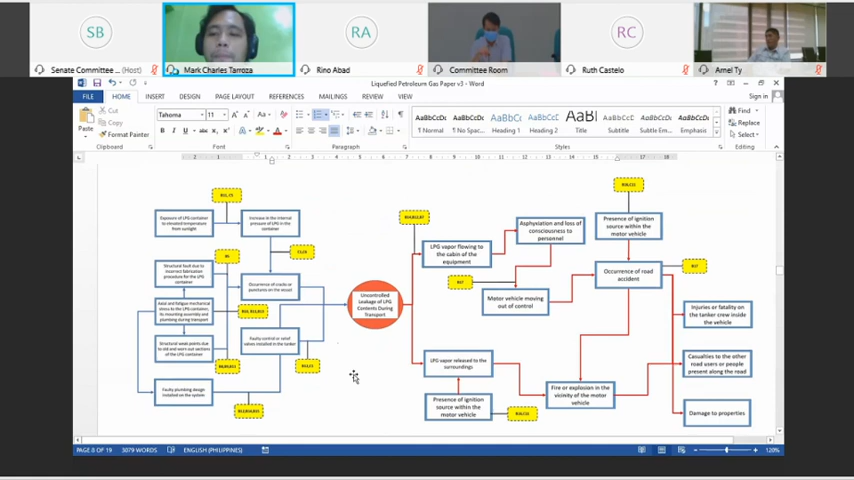 SB
RA
RC
Senate Committee ... (Host)
Mark Charles Tarroza
Rino Abad
Committee Room
Ruth Castelo
Arnel Ty
Liquefied Petroleum Gas Paper v3 - Word
Sign in
FILE HOME INSERT DESIGN PAGE LAYOUT REFERENCES MAILINGS REVIEW VIEW
Paste
Cut
Copy
Format Painter
Clipboard
Tahoma 11
Font
Paragraph
AaBbCcDc AaBbCcDc AaBbCc AaBbCc AaBl AaBbCcD AaBbCcDc AaBbCcDc
¶ Normal ¶ No Spac... Heading 1 Heading 2 Title Subtitle Subtle Em... Emphasis
Styles
Find
Replace
Select
Editing
Exposure of LPG container to elevated temperature from sunlight
Increase in the internal pressure of LPG in the container
Structural fault due to incorrect fabrication procedure for the LPG container
Occurrence of cracks or punctures on the vessel
Axial and fatigue mechanical stress to the LPG container, its mounting assembly and plumbing during transport
Structural weak points due to old and worn out sections of the LPG container
Faulty control or relief valves installed in the tanker
Faulty plumbing design installed on the system
Uncontrolled
Leakage of LPG
Contents During
Transport
LPG vapor flowing to
the cabin of the
equipment
Asphyxiation and loss of
consciousness to
personnel
Motor vehicle moving
out of control
Presence of ignition
source within the
motor vehicle
Occurrence of road
accident
LPG vapor released to the
surroundings
Presence of ignition
source within the
motor vehicle
Fire or explosion in the
vicinity of the motor
vehicle
Injuries or fatality on
the tanker crew inside
the vehicle
Casualties to the other
road users or people
present along the road
Damage to properties
PAGE 8 OF 19 3079 WORDS ENGLISH (PHILIPPINES)
120%